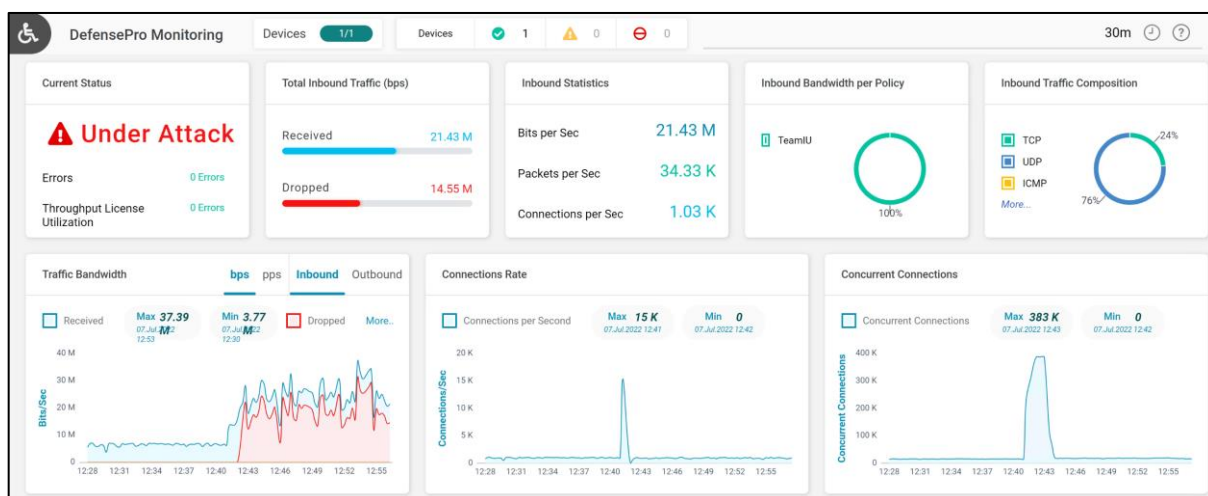 DefensePro Monitoring
Devices 1/1
Devices 1 0 0
30m
Current Status
Under Attack
Errors 0 Errors
Throughput License 0 Errors
Utilization
Total Inbound Traffic (bps)
Received 21.43 M
Dropped 14.55 M
Inbound Statistics
Bits per Sec 21.43 M
Packets per Sec 34.33 K
Connections per Sec 1.03 K
Inbound Bandwidth per Policy
TeamIU
100%
Inbound Traffic Composition
TCP
UDP
ICMP
More...
24%
76%
Traffic Bandwidth bps pps Inbound Outbound
Received Max 37.39 M Min 3.77 M Dropped More..
07.Jul.2022 07.Jul.2022
12:53 12:30
40 M
30 M
20 M
10 M
0
Bits/Sec
12:28 12:31 12:34 12:37 12:40 12:43 12:46 12:49 12:52 12:55
Connections Rate
Connections per Second Max 15 K Min 0
07.Jul.2022 12:41 07.Jul.2022 12:42
20 K
15 K
10 K
5 K
0
Connections/Sec
12:28 12:31 12:34 12:37 12:40 12:43 12:46 12:49 12:52 12:55
Concurrent Connections
Concurrent Connections Max 383 K Min 0
07.Jul.2022 12:43 07.Jul.2022 12:42
400 K
300 K
200 K
100 K
0
Concurrent Connections
12:28 12:31 12:34 12:37 12:40 12:43 12:46 12:49 12:52 12:55